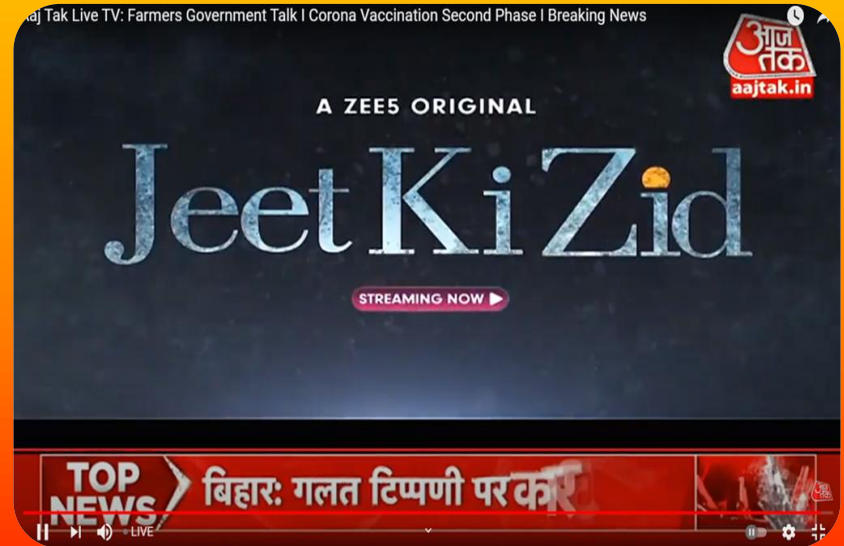 Tak Live TV: Farmers Government Talk I Corona Vaccination Second Phase I Breaking News
आज
तक
aajtak.in
A ZEE5 ORIGINAL
Jeet Ki Zid
STREAMING NOW
TOP
NEWS
बिहार: गलत टिप्पणी पर
LIVE